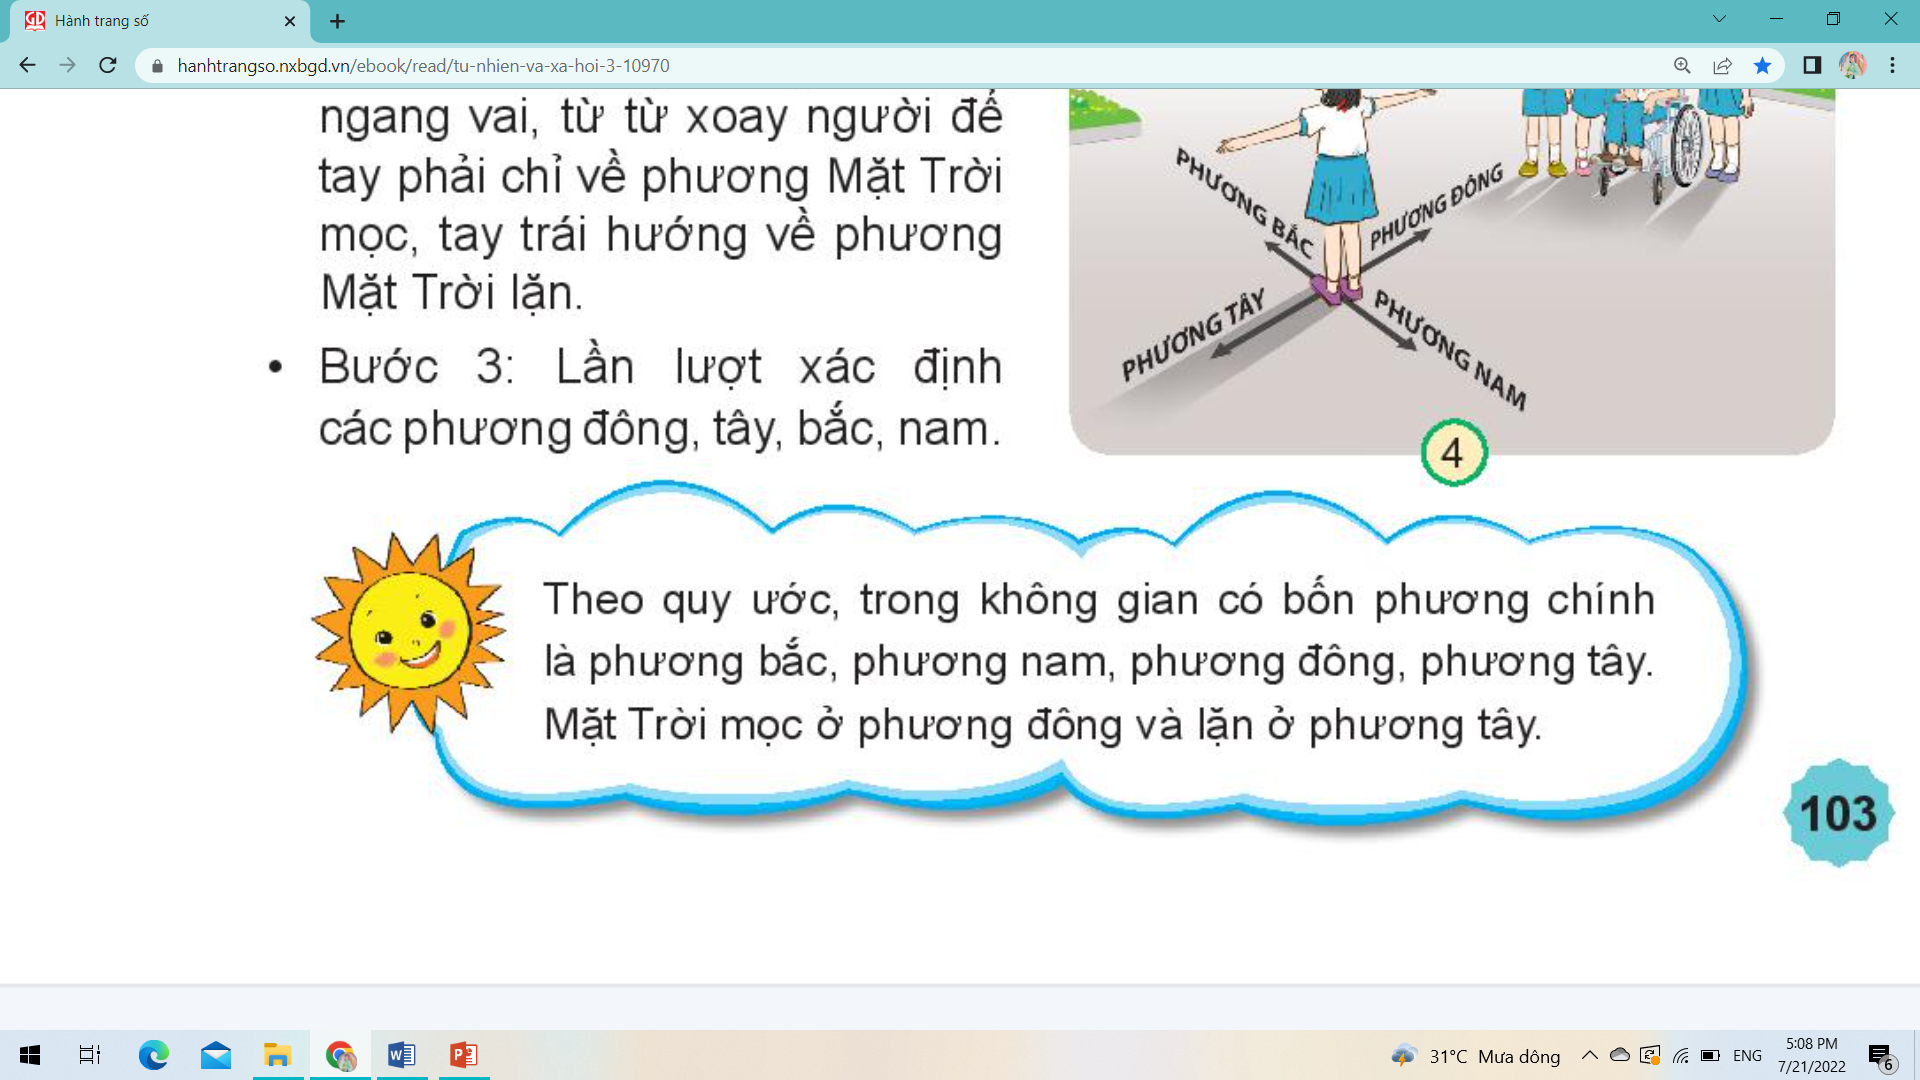 Hành trang số
hanhtrangso.nxbgd.vn/ebook/read/tu-nhien-va-xa-hoi-3-10970
ngang vai, từ từ xoay người để
tay phải chỉ về phương Mặt Trời
mọc, tay trái hướng về phương
Mặt Trời lặn.
• Bước 3: Lần lượt xác định
các phương đông, tây, bắc, nam.
PHƯƠNG BẮC
PHƯƠNG ĐÔNG
PHƯƠNG TÂY
PHƯƠNG NAM
4
Theo quy ước, trong không gian có bốn phương chính
là phương bắc, phương nam, phương đông, phương tây.
Mặt Trời mọc ở phương đông và lặn ở phương tây.
103
31°C Mưa dông
ENG
5:08 PM
7/21/2022
6